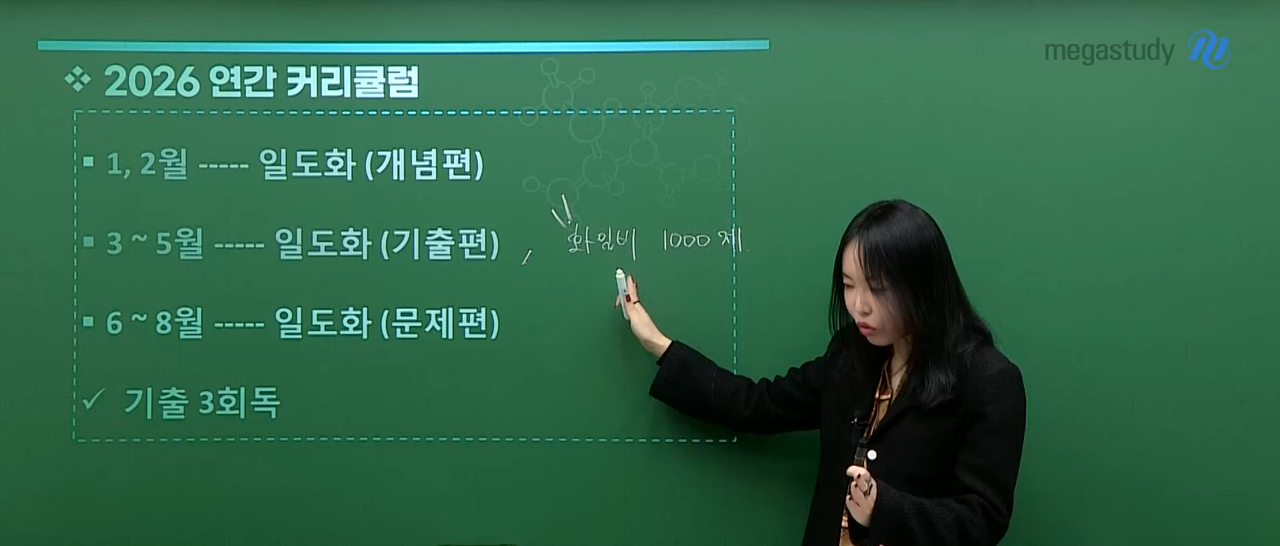 megastudy
❖ 2026 연간 커리큘럼
▪ 1, 2월 ----- 일도화 (개념편)
▪ 3 ~ 5월 ----- 일도화 (기출편) , 화일비 1000제
▪ 6 ~ 8월 ----- 일도화 (문제편)
✓ 기출 3회독